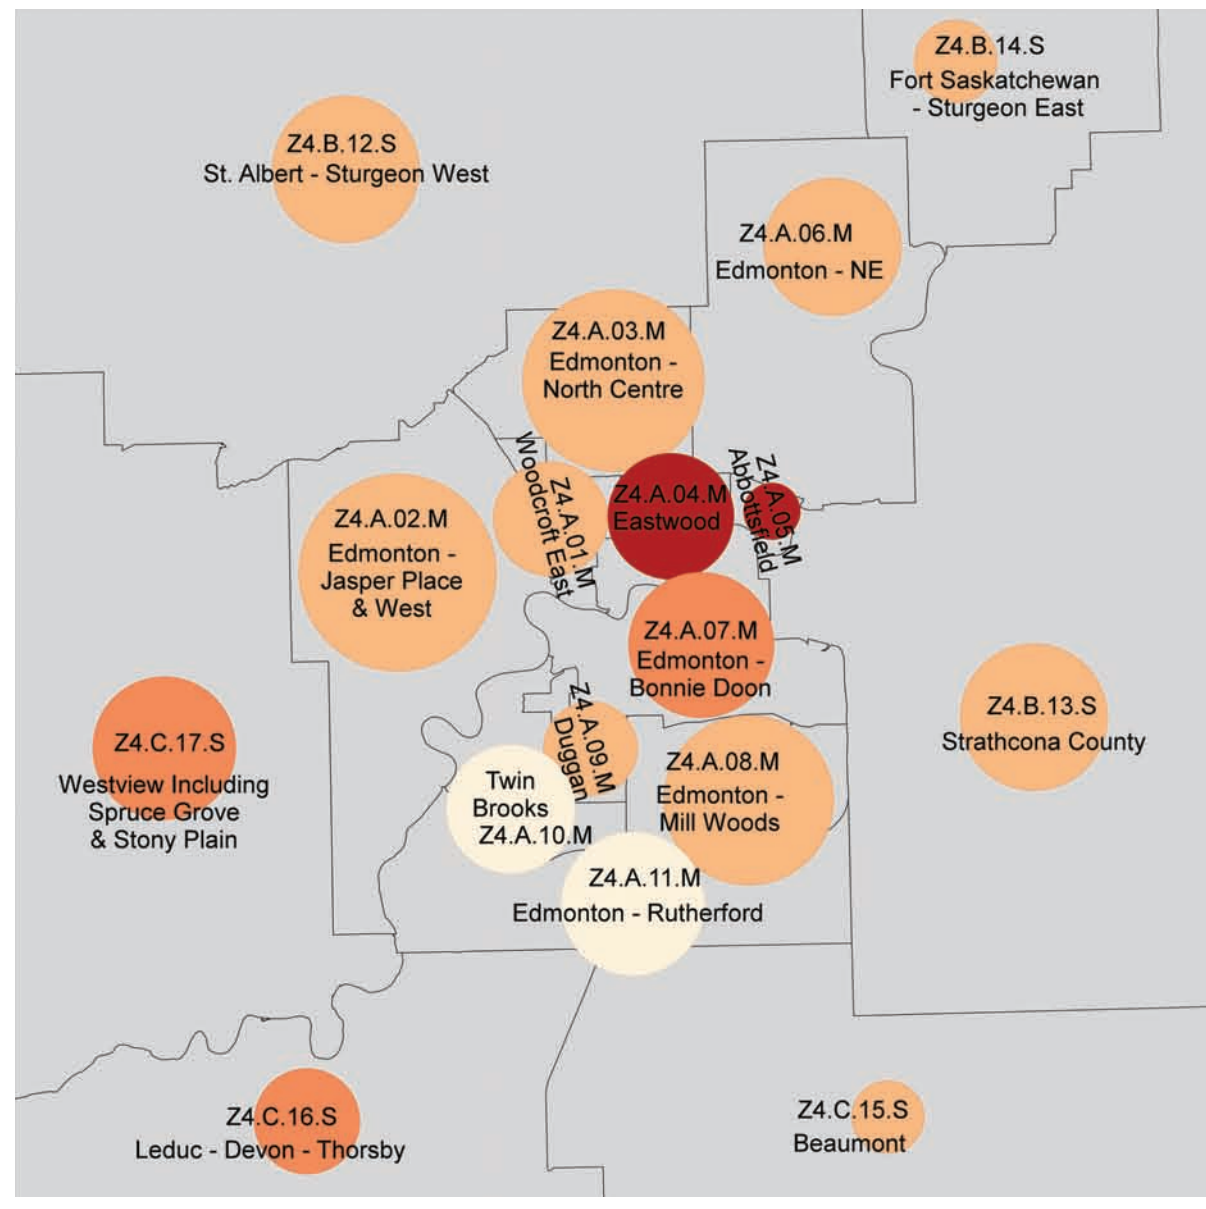 Z4.B.14.S
Fort Saskatchewan
- Sturgeon East
Z4.B.12.S
St. Albert - Sturgeon West
Z4.A.06.M
Edmonton - NE
Z4.A.03.M
Edmonton -
North Centre
Z4.A.01.M
Woodcroft East
Z4.A.04.M
Eastwood
Z4.A.05.M
Abbottsfield
Z4.A.02.M
Edmonton -
Jasper Place
& West
Z4.A.07.M
Edmonton -
Bonnie Doon
Z4.C.17.S
Westview Including
Spruce Grove
& Stony Plain
Z4.A.09.M
Duggan
Z4.B.13.S
Strathcona County
Z4.A.08.M
Edmonton -
Mill Woods
Twin
Brooks
Z4.A.10.M
Z4.A.11.M
Edmonton - Rutherford
Z4.C.16.S
Leduc - Devon - Thorsby
Z4.C.15.S
Beaumont